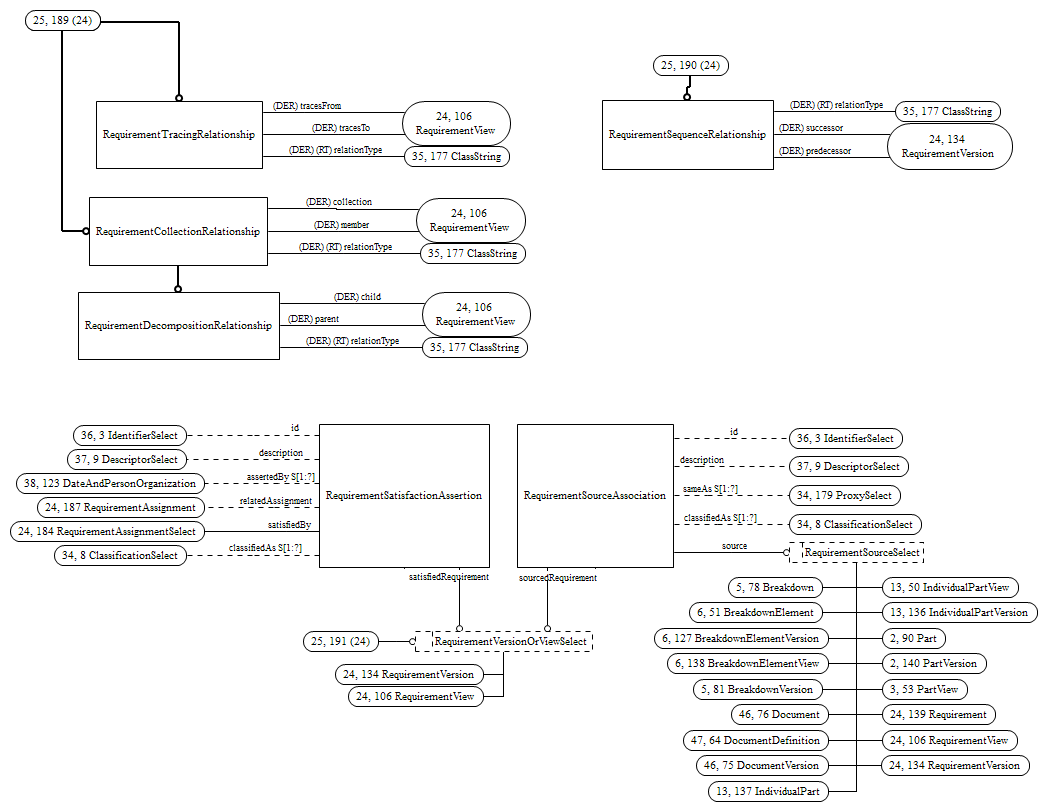 25, 189 (24)
(DER) tracesFrom
24, 106
RequirementView
(DER) tracesTo
RequirementTracingRelationship
(DER) (RT) relationType
35, 177 ClassString
(DER) collection
24, 106
RequirementView
(DER) member
RequirementCollectionRelationship
(DER) (RT) relationType
35, 177 ClassString
(DER) child
24, 106
RequirementView
(DER) parent
RequirementDecompositionRelationship
(DER) (RT) relationType
35, 177 ClassString
25, 190 (24)
(DER) (RT) relationType
35, 177 ClassString
RequirementSequenceRelationship
(DER) successor
24, 134
RequirementVersion
(DER) predecessor
id
36, 3 IdentifierSelect
description
37, 9 DescriptorSelect
assertedBy S[1:?]
38, 123 DateAndPersonOrganization
RequirementSatisfactionAssertion
relatedAssignment
24, 187 RequirementAssignment
satisfiedBy
24, 184 RequirementAssignmentSelect
classifiedAs S[1:?]
34, 8 ClassificationSelect
satisfiedRequirement
id
36, 3 IdentifierSelect
description
37, 9 DescriptorSelect
RequirementSourceAssociation
sameAs S[1:?]
34, 179 ProxySelect
classifiedAs S[1:?]
34, 8 ClassificationSelect
source
RequirementSourceSelect
sourcedRequirement
25, 191 (24)
RequirementVersionOrViewSelect
24, 134 RequirementVersion
24, 106 RequirementView
5, 78 Breakdown
13, 50 IndividualPartView
6, 51 BreakdownElement
13, 136 IndividualPartVersion
6, 127 BreakdownElementVersion
2, 90 Part
6, 138 BreakdownElementView
2, 140 PartVersion
5, 81 BreakdownVersion
3, 53 PartView
46, 76 Document
24, 139 Requirement
47, 64 DocumentDefinition
24, 106 RequirementView
46, 75 DocumentVersion
24, 134 RequirementVersion
13, 137 IndividualPart